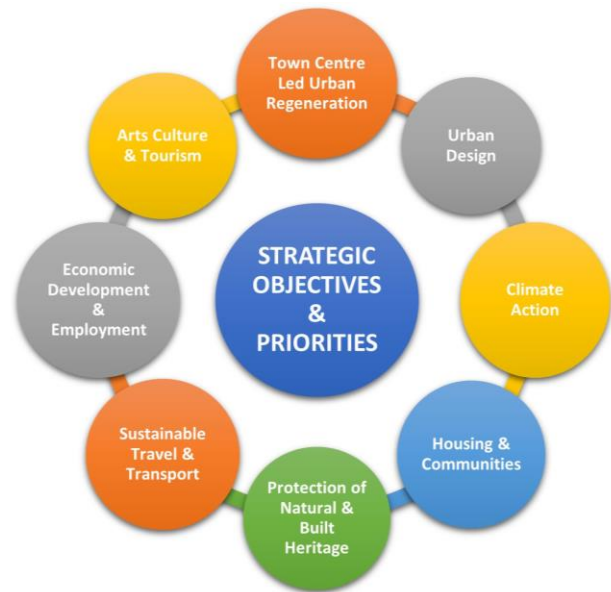 Town Centre
Led Urban
Regeneration
Urban
Design
Climate
Action
Housing &
Communities
Protection of
Natural &
Built
Heritage
Sustainable
Travel &
Transport
Economic
Development
&
Employment
Arts Culture
& Tourism
STRATEGIC
OBJECTIVES
&
PRIORITIES